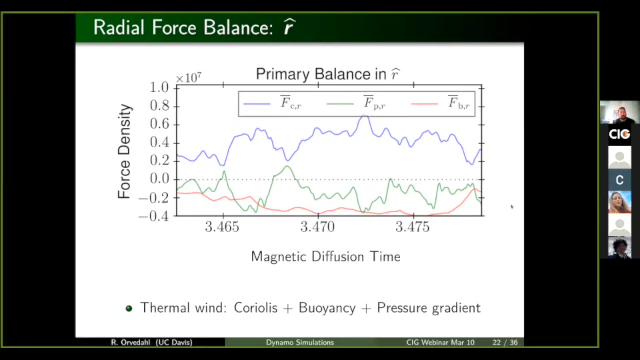 Radial Force Balance: r̂
×10⁷ Primary Balance in r̂
1.0
0.8
0.6
0.4
0.2
0.0
−0.2
−0.4
Force Density
F̅c,r F̅p,r F̅b,r
3.465 3.470 3.475
Magnetic Diffusion Time
Thermal wind: Coriolis + Buoyancy + Pressure gradient
R. Orvedahl (UC Davis) Dynamo Simulations CIG Webinar Mar 10 22 / 36
CIG
C